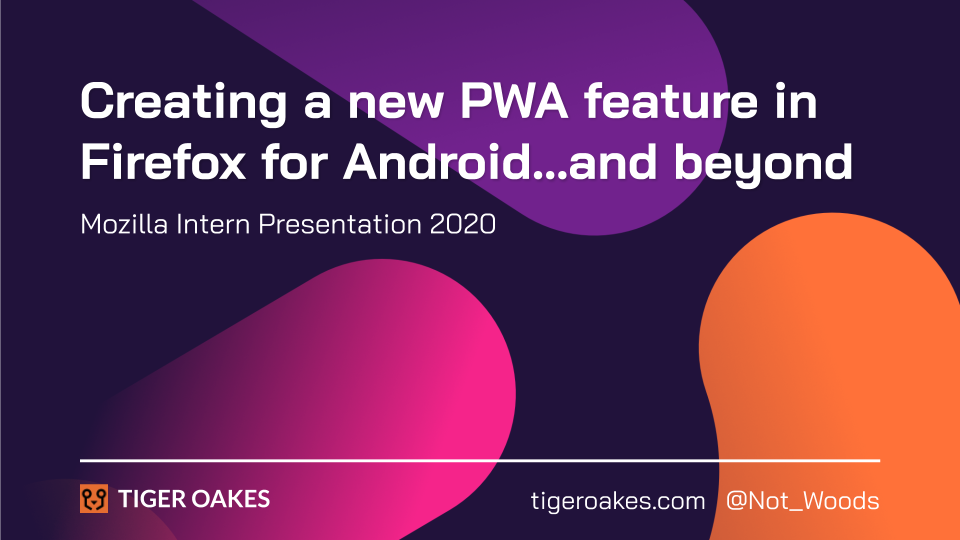 Creating a new PWA feature in
Firefox for Android...and beyond
Mozilla Intern Presentation 2020
TIGER OAKES
tigeroakes.com @Not_Woods